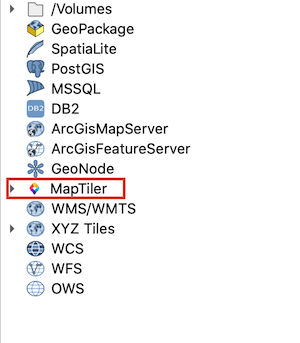 /Volumes
GeoPackage
SpatiaLite
PostGIS
MSSQL
DB2 DB2
ArcGisMapServer
ArcGisFeatureServer
GeoNode
MapTiler
WMS/WMTS
XYZ Tiles
WCS
WFS
OWS